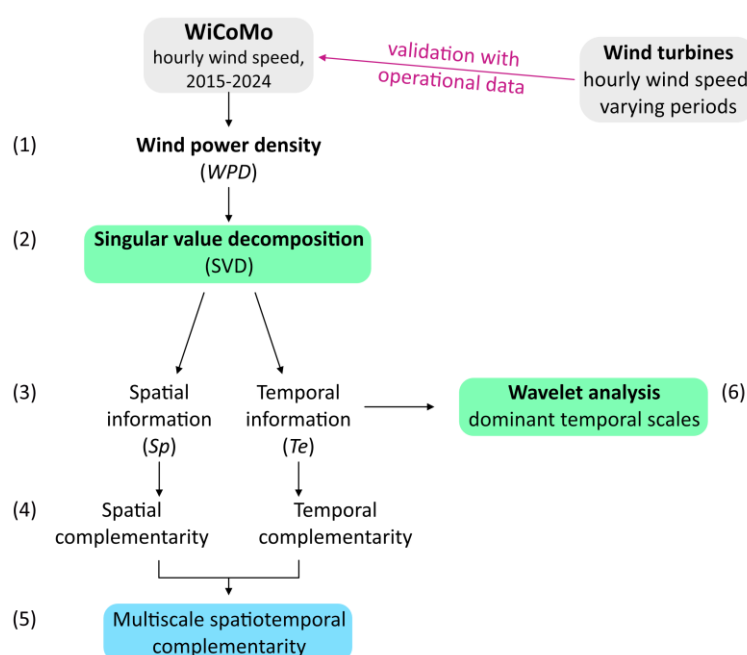 WiCoMo
hourly wind speed,
2015-2024
validation with
operational data
Wind turbines
hourly wind speed
varying periods
(1)
Wind power density
(WPD)
(2)
Singular value decomposition
(SVD)
(3)
Spatial
information
(Sp)
Temporal
information
(Te)
Wavelet analysis
dominant temporal scales
(6)
(4)
Spatial
complementarity
Temporal
complementarity
(5)
Multiscale spatiotemporal
complementarity